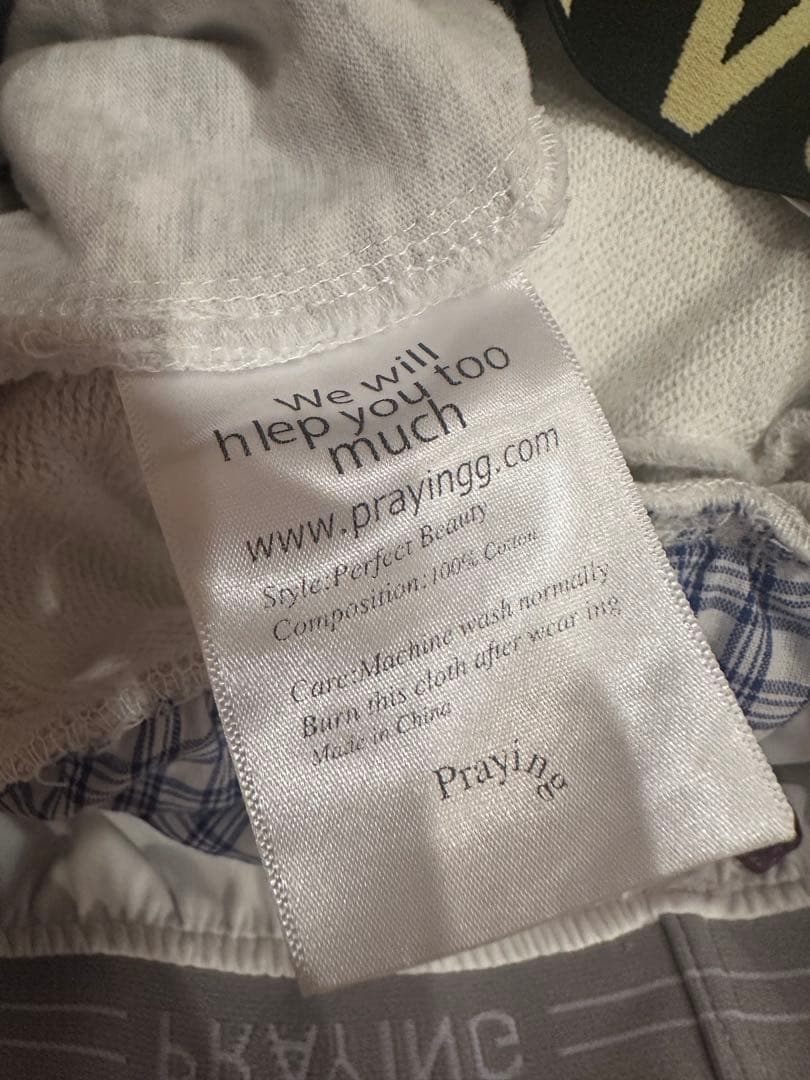 We will
hlep you too
much
www.prayingg.com
Style:Perfect Beauty
Composition:100% Cotton
Care:Machine wash normally
Burn this cloth after wear ing
Made in China
Prayingg
PRAYING